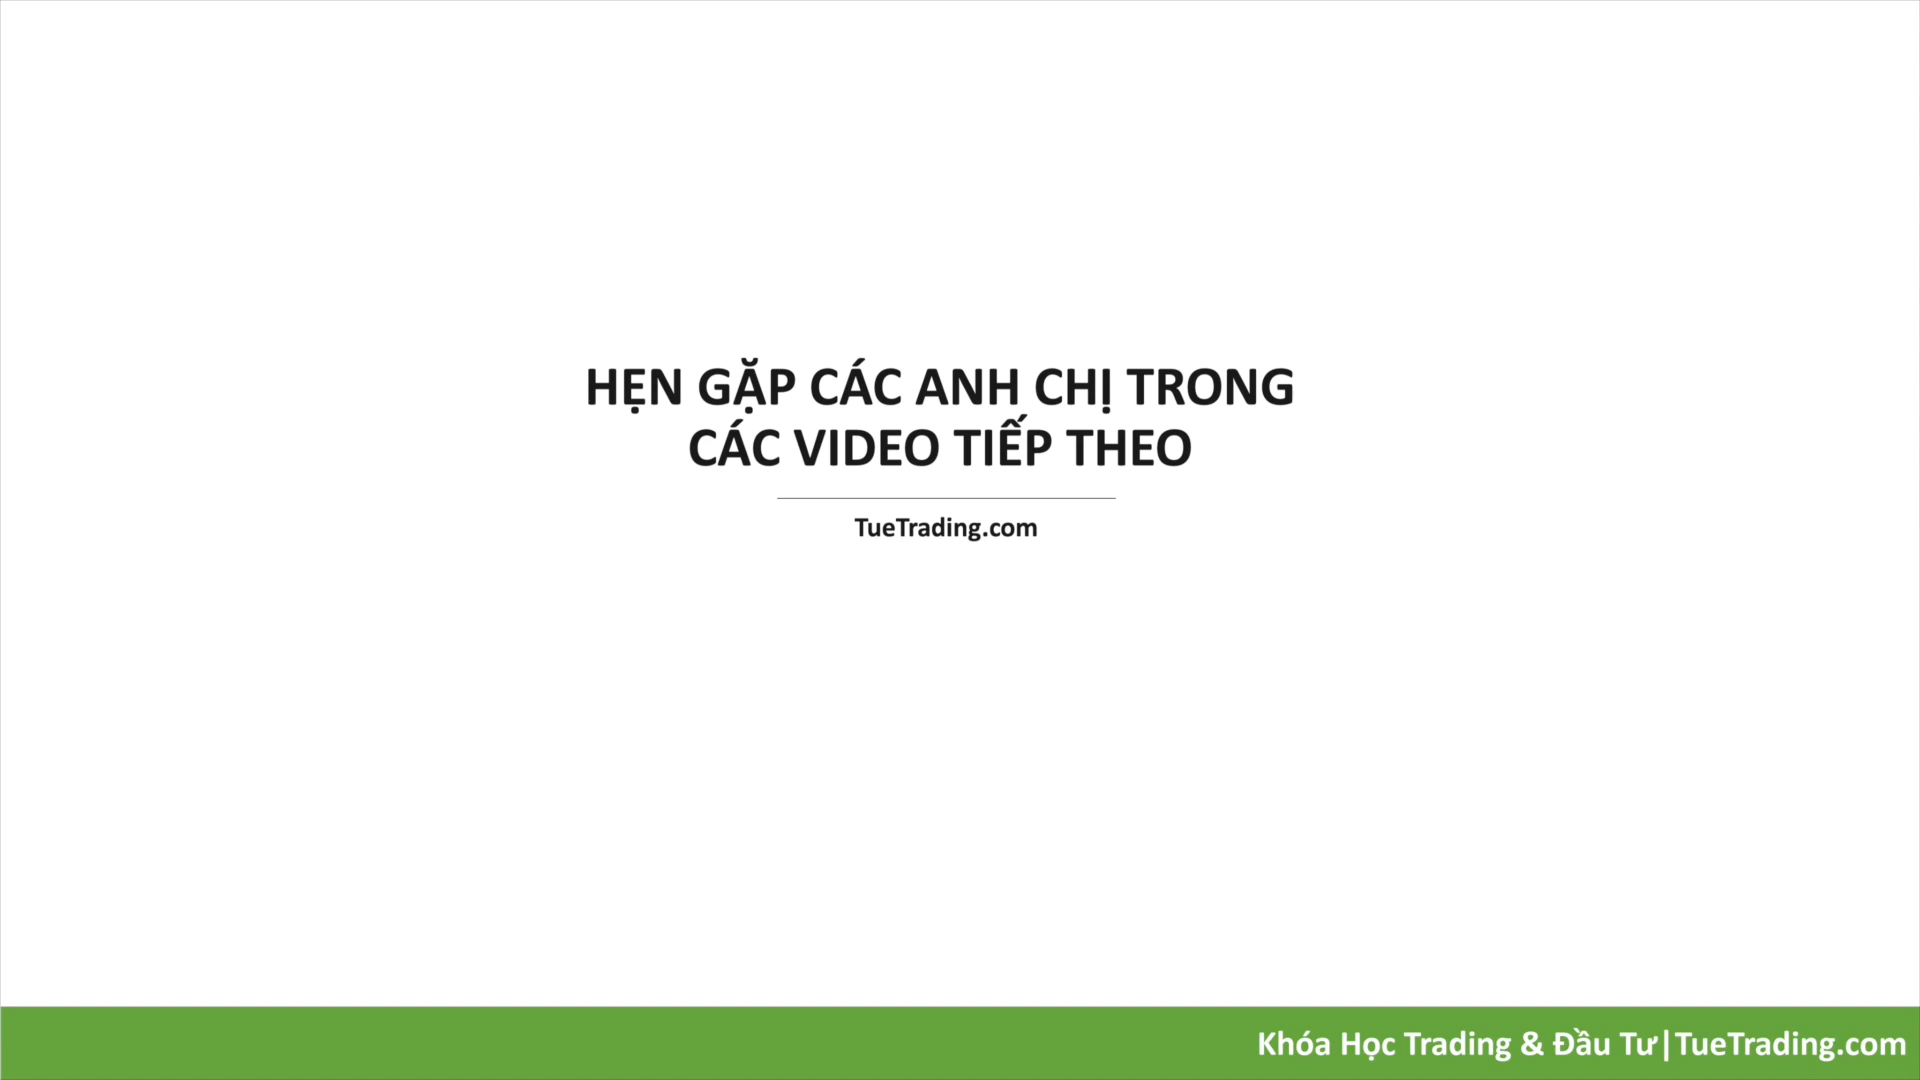 HẸN GẶP CÁC ANH CHỊ TRONG
CÁC VIDEO TIẾP THEO
TueTrading.com
Khóa Học Trading & Đầu Tư|TueTrading.com